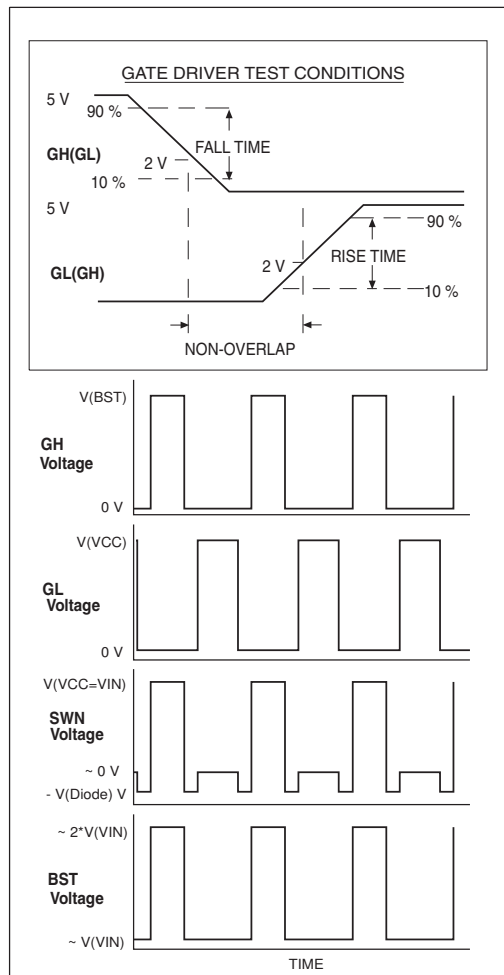 GATE DRIVER TEST CONDITIONS
5 V
90 %
FALL TIME
GH(GL)
2 V
10 %
5 V
90 %
2 V
RISE TIME
GL(GH)
10 %
NON-OVERLAP
V(BST)
GH
Voltage
0 V
V(VCC)
GL
Voltage
0 V
V(VCC=VIN)
SWN
Voltage
~ 0 V
- V(Diode) V
~ 2*V(VIN)
BST
Voltage
~ V(VIN)
TIME